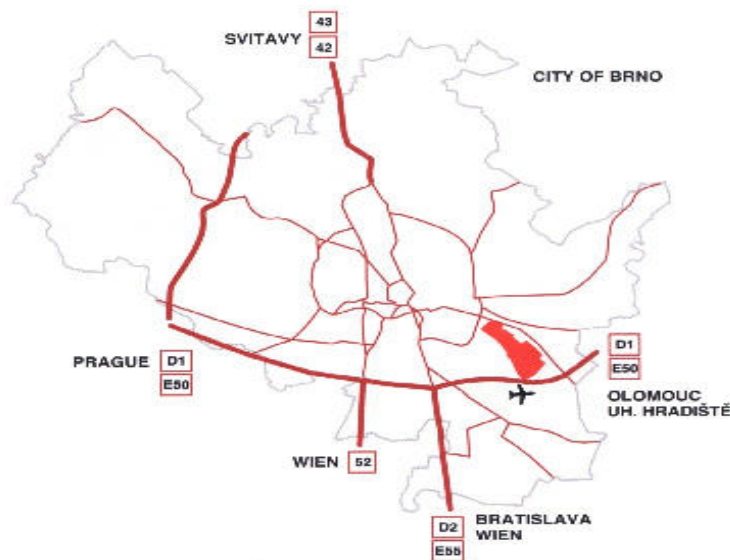 43
SVITAVY 42
CITY OF BRNO
PRAGUE D1
E50
D1
E50
OLOMOUC
UH. HRADIŠTĚ
WIEN 52
D2 BRATISLAVA
E55 WIEN